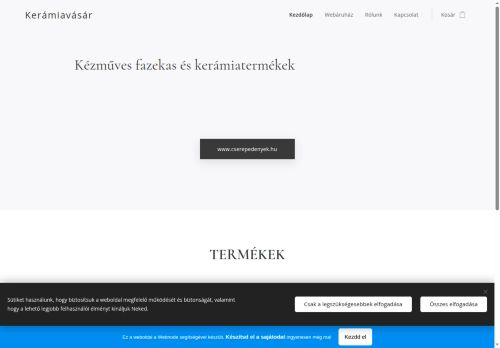 Kerámiavásár
Kezdőlap Webáruház Rólunk Kapcsolat Kosár
Kézműves fazekas és kerámiatermékek
www.cserepedenyek.hu
TERMÉKEK
Sütiket használunk, hogy biztosítsuk a weboldal megfelelő működését és biztonságát, valamint
hogy a lehető legjobb felhasználói élményt kínáljuk Neked.
Csak a legszükségesebbek elfogadása
Összes elfogadása
Ez a weboldal a Webnode segítségével készült. Készítsd el a sajátodat ingyenesen még ma!
Kezdd el